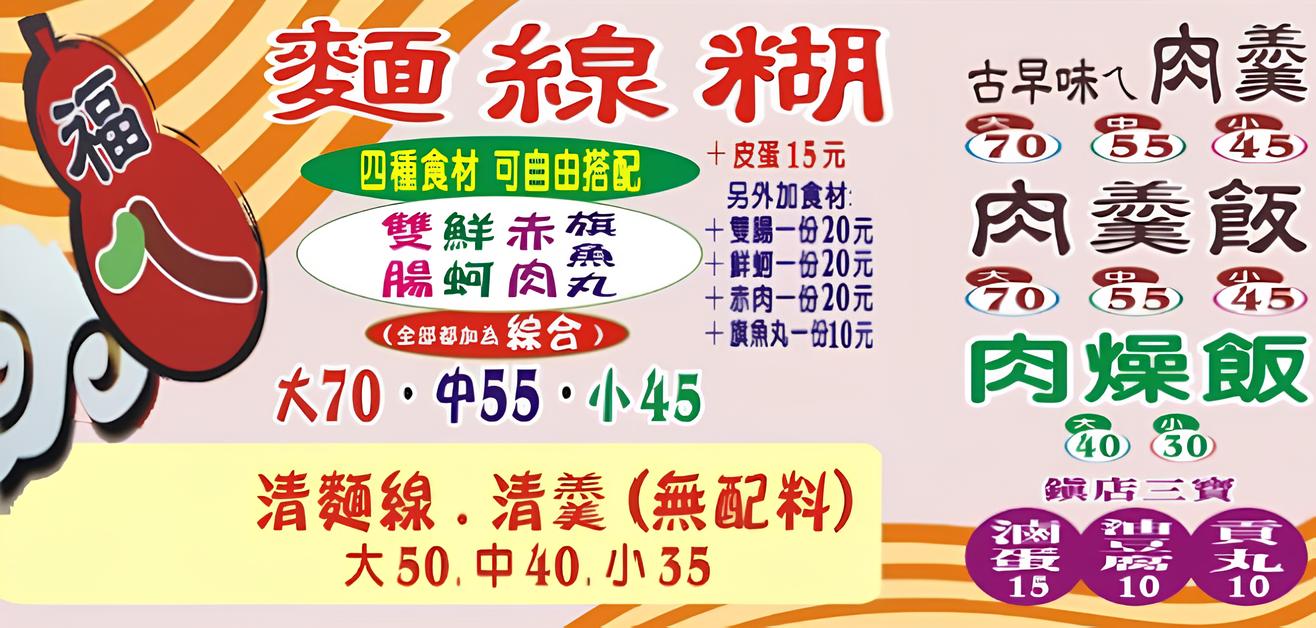 福
麵線糊
四種食材 可自由搭配
雙腸 鮮蚵 赤肉 旗魚丸
(全部都加為綜合)
大70・中55・小45
+皮蛋15元
另外加食材:
+雙腸一份20元
+鮮蚵一份20元
+赤肉一份20元
+旗魚丸一份10元
清麵線.清羹(無配料)
大50.中40.小35
古早味ㄟ肉羹
大70 中55 小45
肉羹飯
大70 中55 小45
肉燥飯
大40 小30
鎮店三寶
滷蛋15 油豆腐10 貢丸10